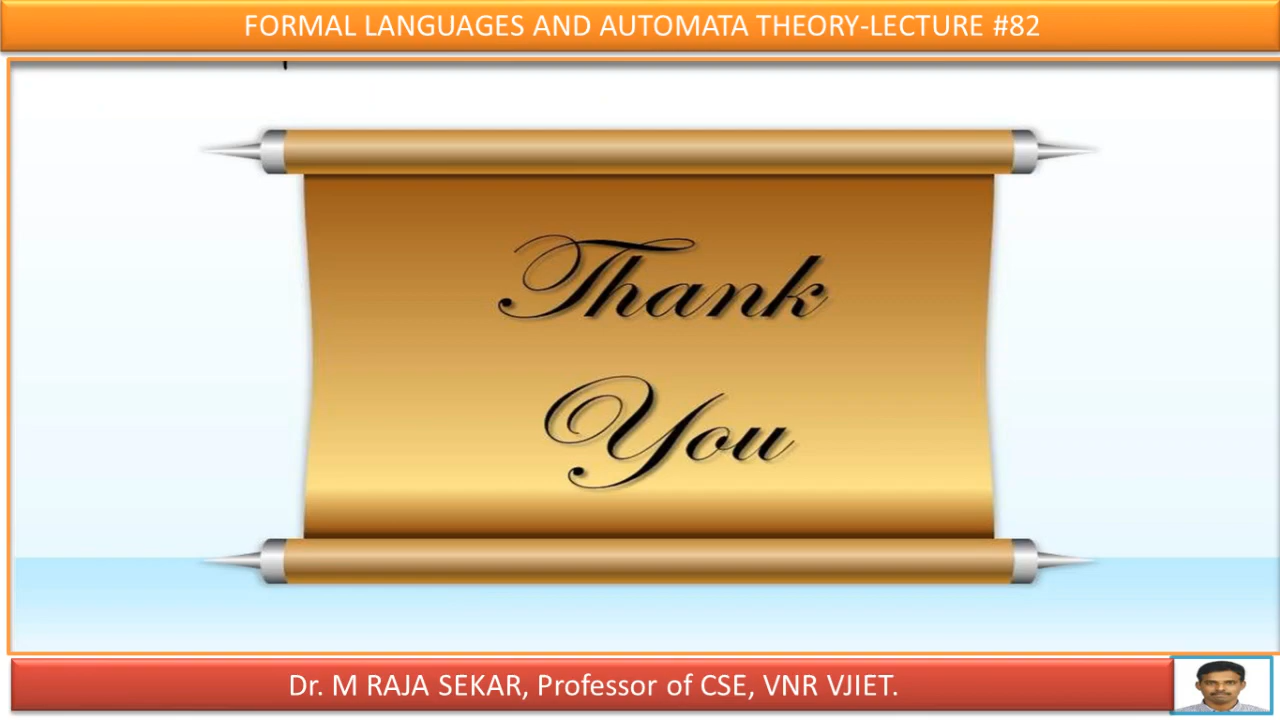 FORMAL LANGUAGES AND AUTOMATA THEORY-LECTURE #82
Thank
You
Dr. M RAJA SEKAR, Professor of CSE, VNR VJIET.